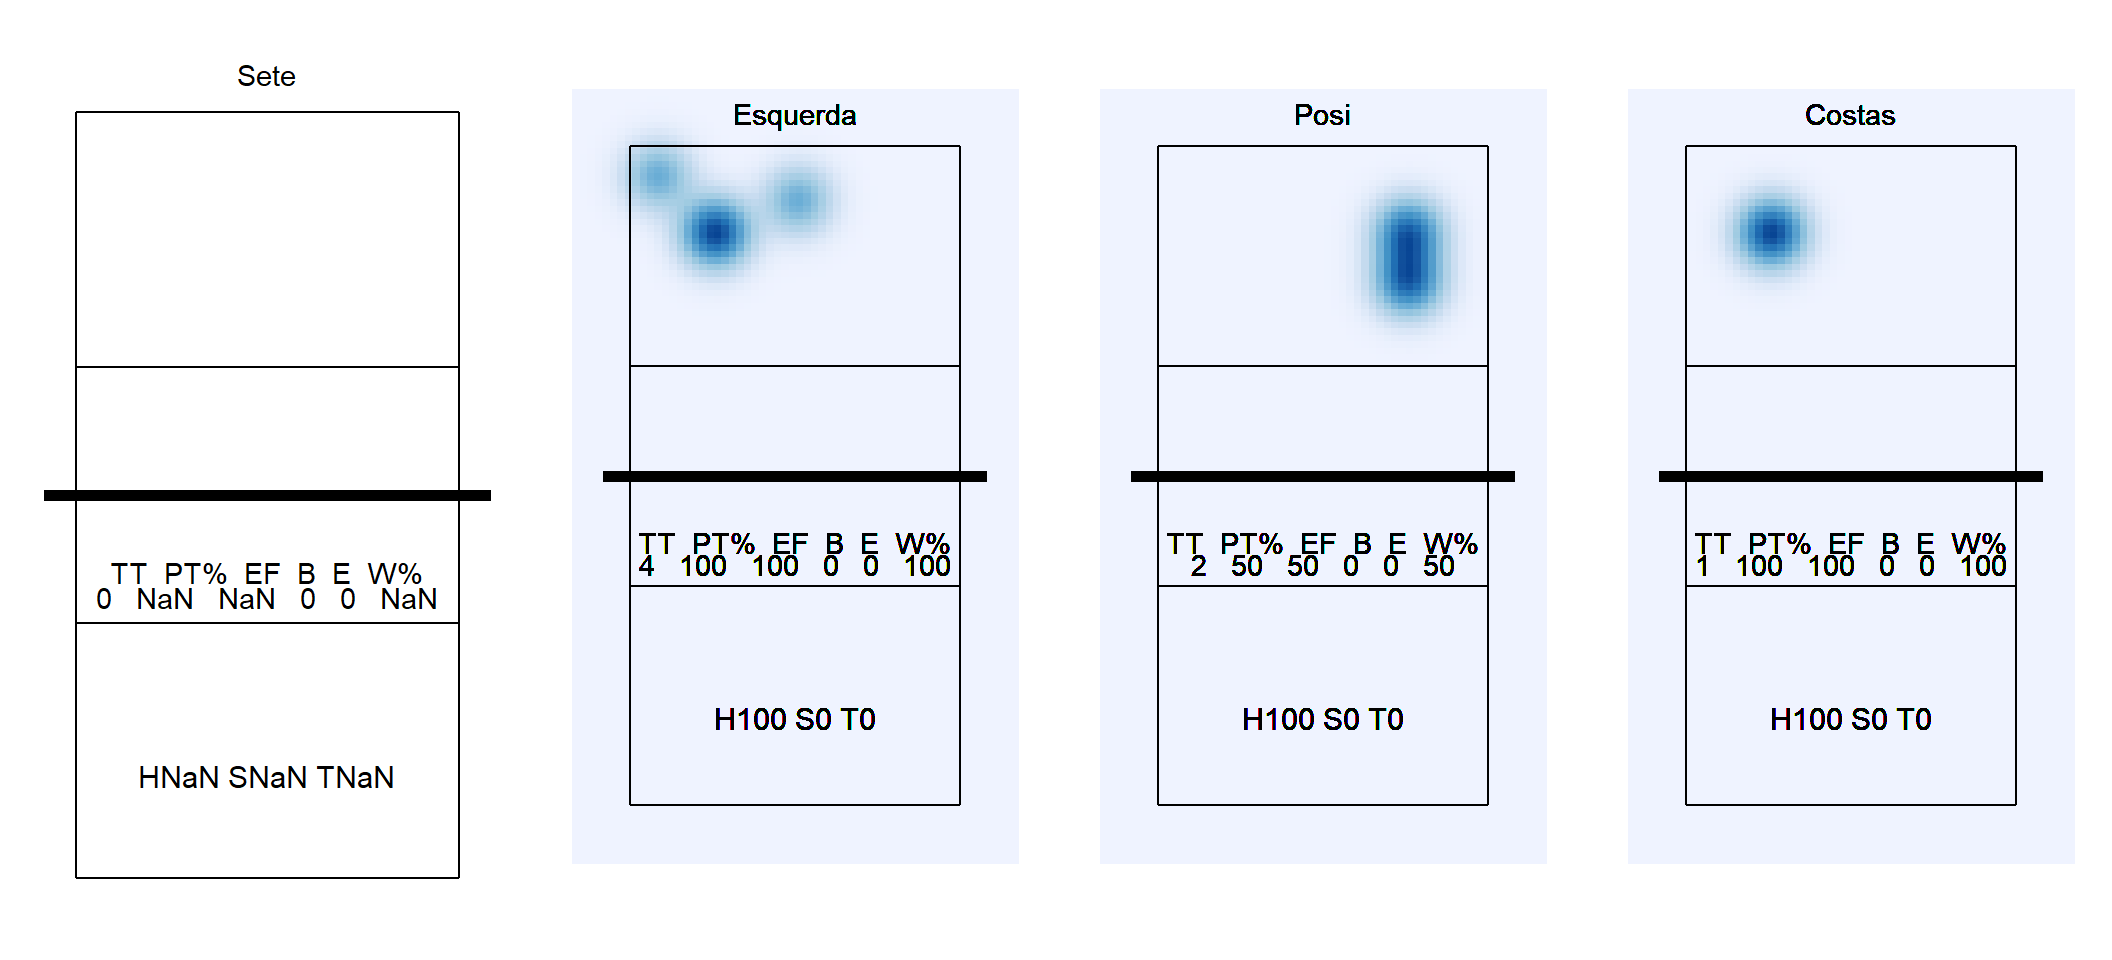 Sete
TT PT% EF B E W%
0 NaN NaN 0 0 NaN
HNaN SNaN TNaN
Esquerda
TT PT% EF B E W%
4 100 100 0 0 100
H100 S0 T0
Posi
TT PT% EF B E W%
2 50 50 0 0 50
H100 S0 T0
Costas
TT PT% EF B E W%
1 100 100 0 0 100
H100 S0 T0